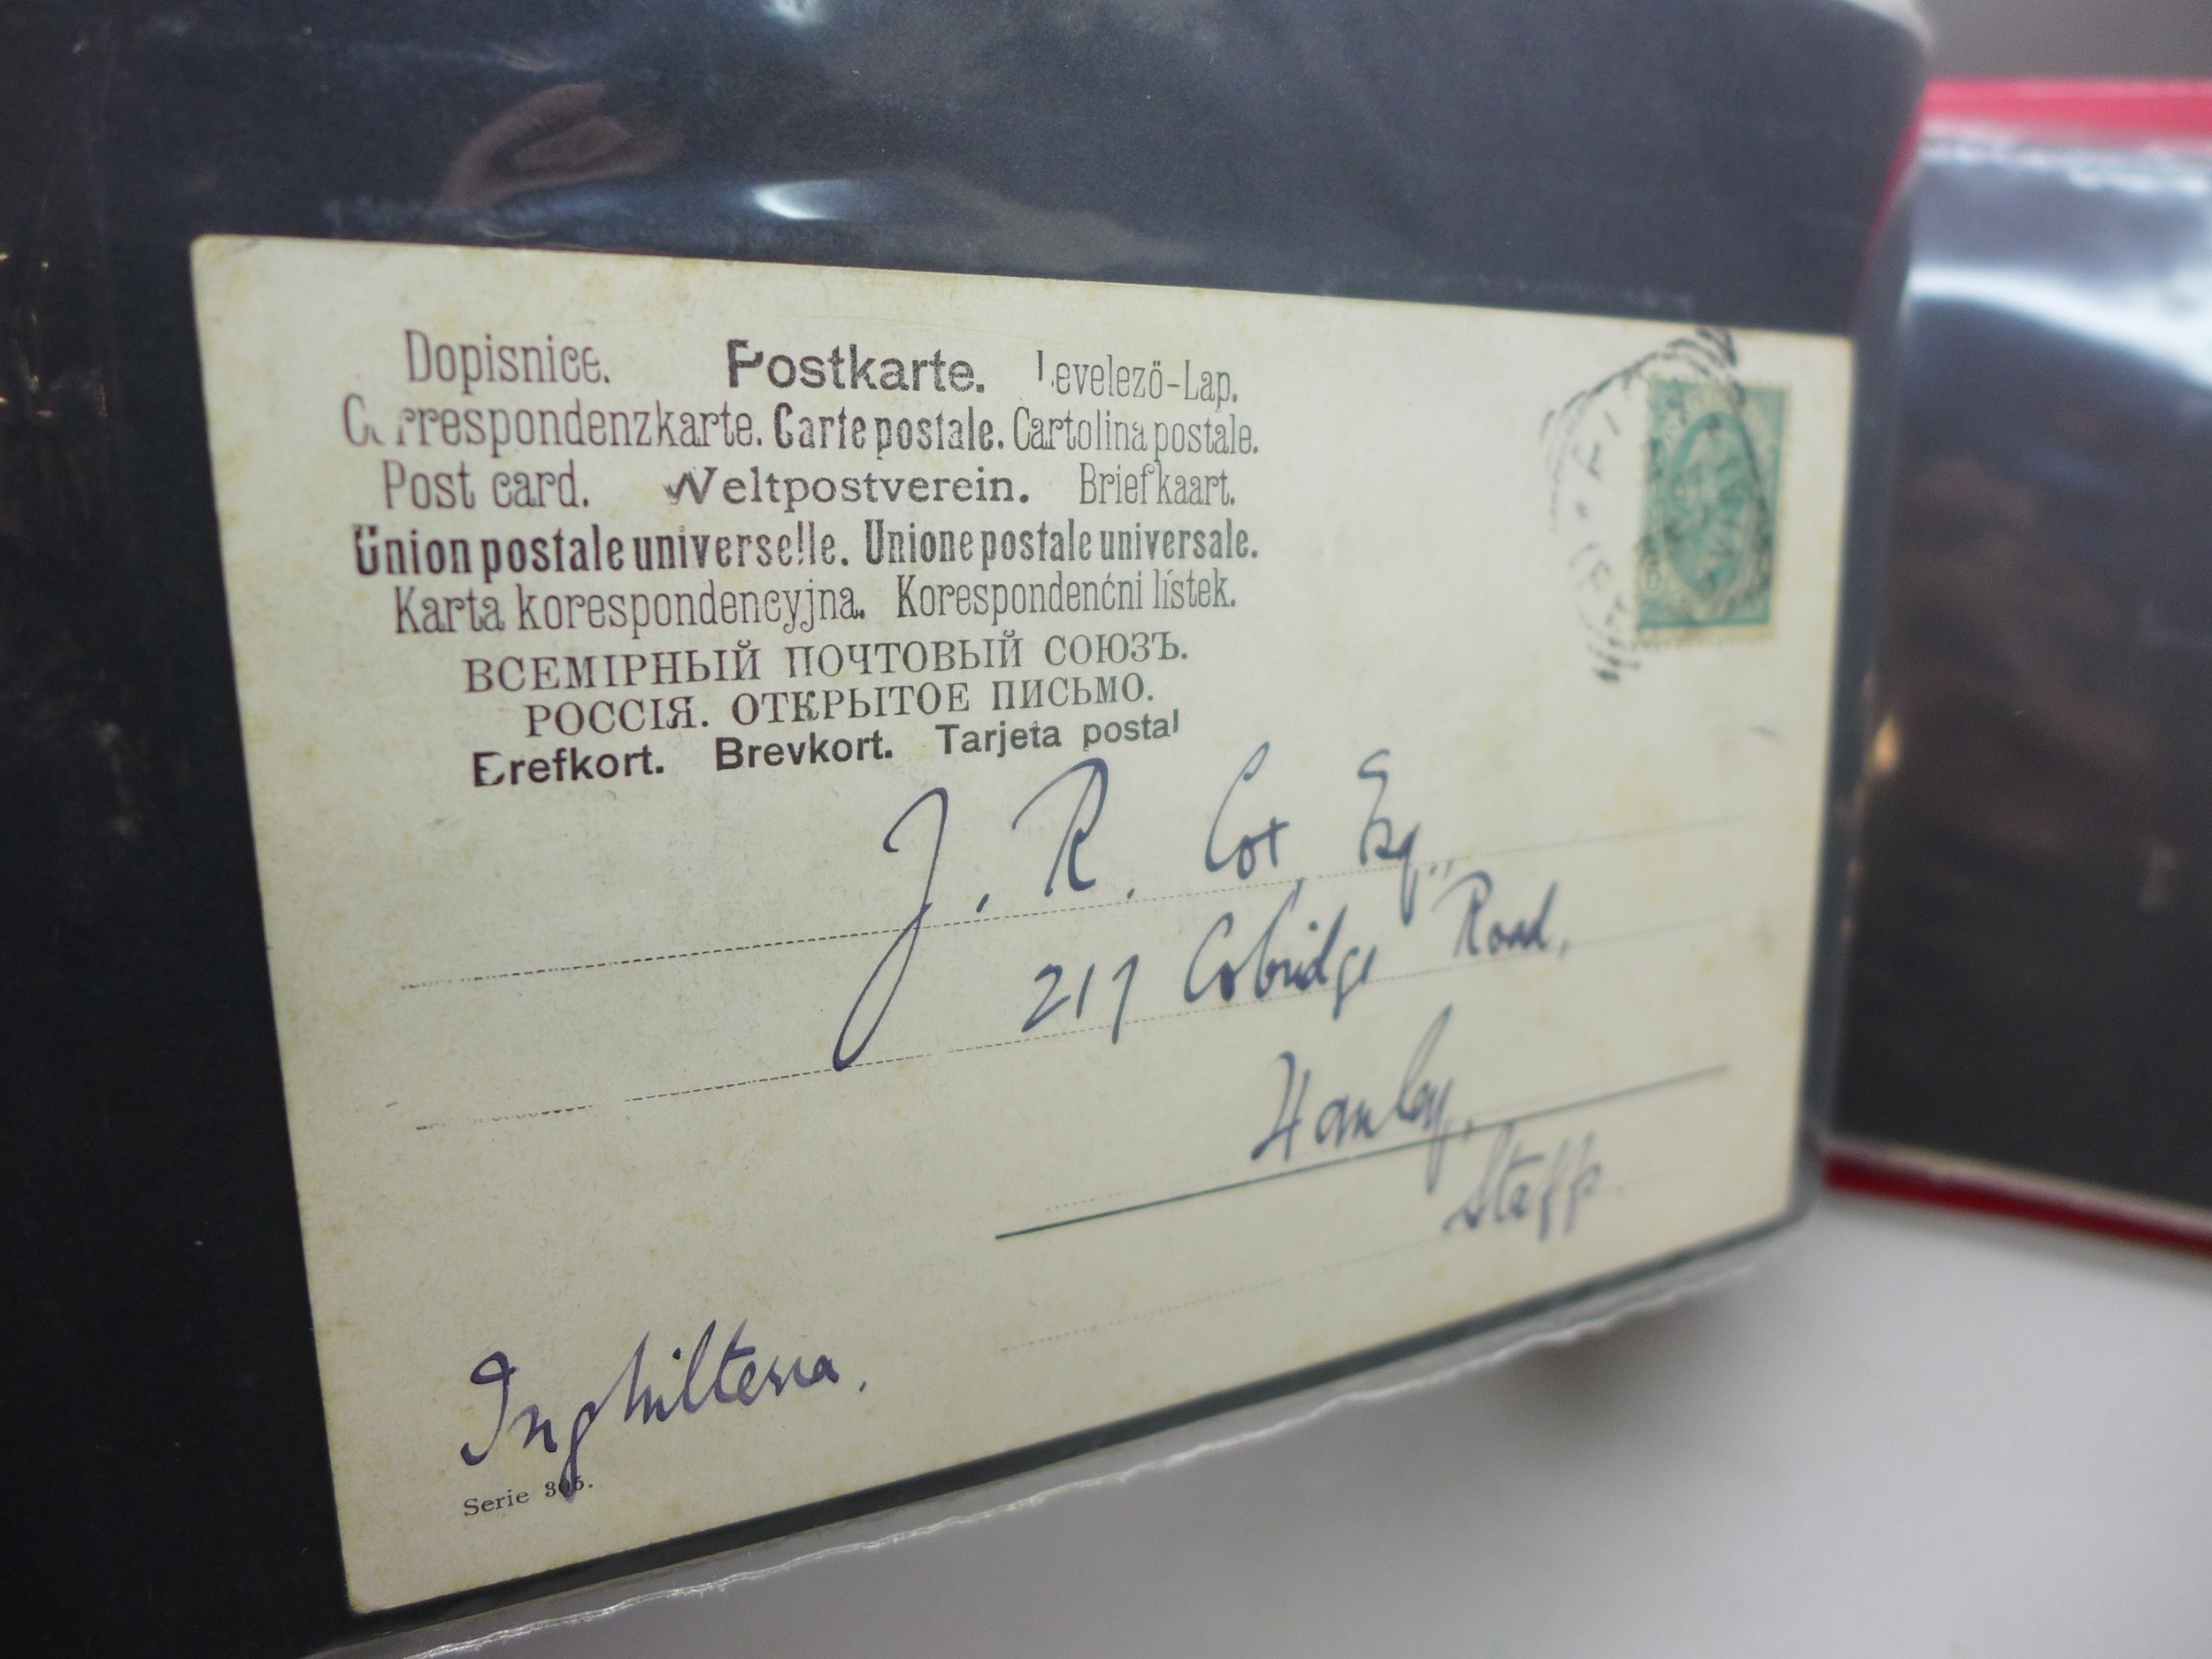 Dopisnice. Postkarte. Levelező-Lap.
Correspondenzkarte. Carte postale. Cartolina postale.
Post card. Weltpostverein. Briefkaart.
Union postale universelle. Unione postale universale.
Karta korespondencyjna. Korespondenćni lístek.
ВСЕМІРНЫЙ ПОЧТОВЫЙ СОЮЗЪ.
РОССІЯ. ОТКРЫТОЕ ПИСЬМО.
Brefkort. Brevkort. Tarjeta postal
J. R. Cox Esq.,
217 Cobridge Road,
Hanley,
Staffs.
Inghilterra.
Serie 305.